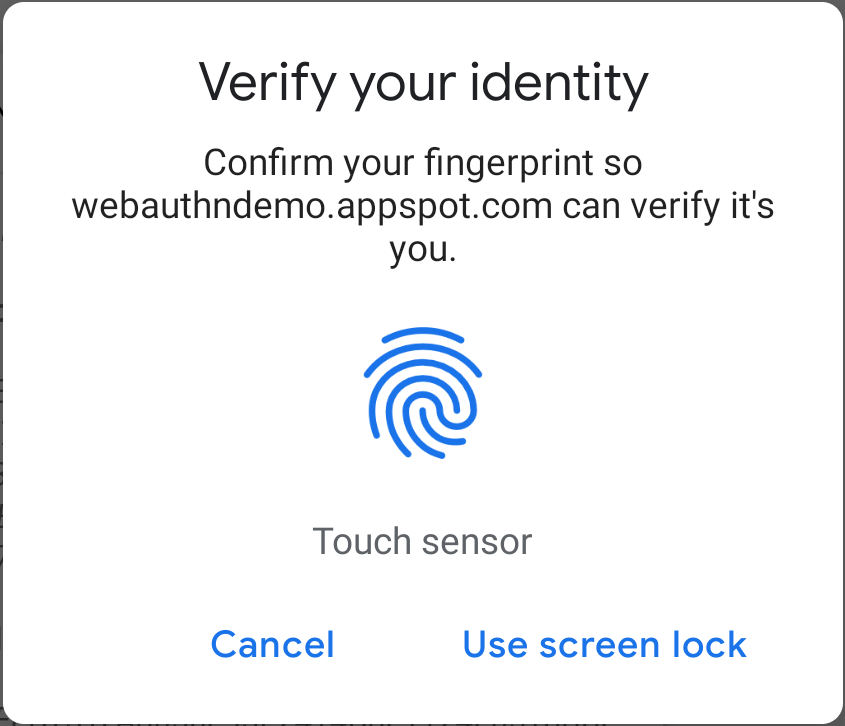 Verify your identity
Confirm your fingerprint so
webauthndemo.appspot.com can verify it's
you.
Touch sensor
Cancel
Use screen lock